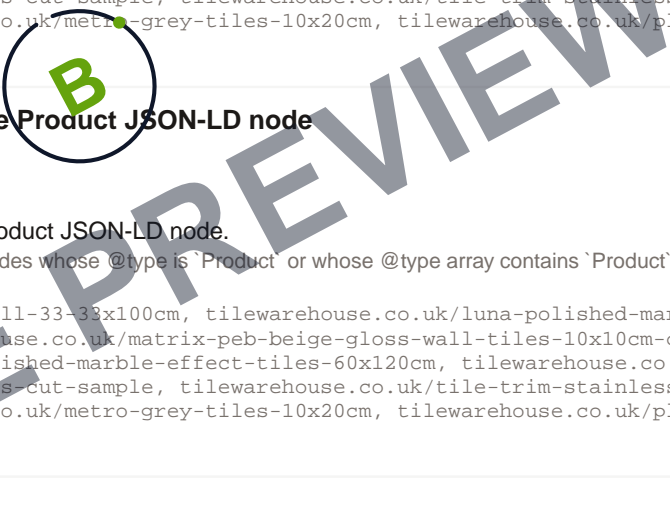 s-cut-sample, tilewarehouse.co.uk/tile-trim-stainless
o.uk/metro-grey-tiles-10x20cm, tilewarehouse.co.uk/pl
B
e Product JSON-LD node
PREVIEW
oduct JSON-LD node.
des whose @type is `Product` or whose @type array contains `Product`
ll-33-33x100cm, tilewarehouse.co.uk/luna-polished-mar
use.co.uk/matrix-peb-beige-gloss-wall-tiles-10x10cm-c
ished-marble-effect-tiles-60x120cm, tilewarehouse.co
s-cut-sample, tilewarehouse.co.uk/tile-trim-stainless
o.uk/metro-grey-tiles-10x20cm, tilewarehouse.co.uk/pl